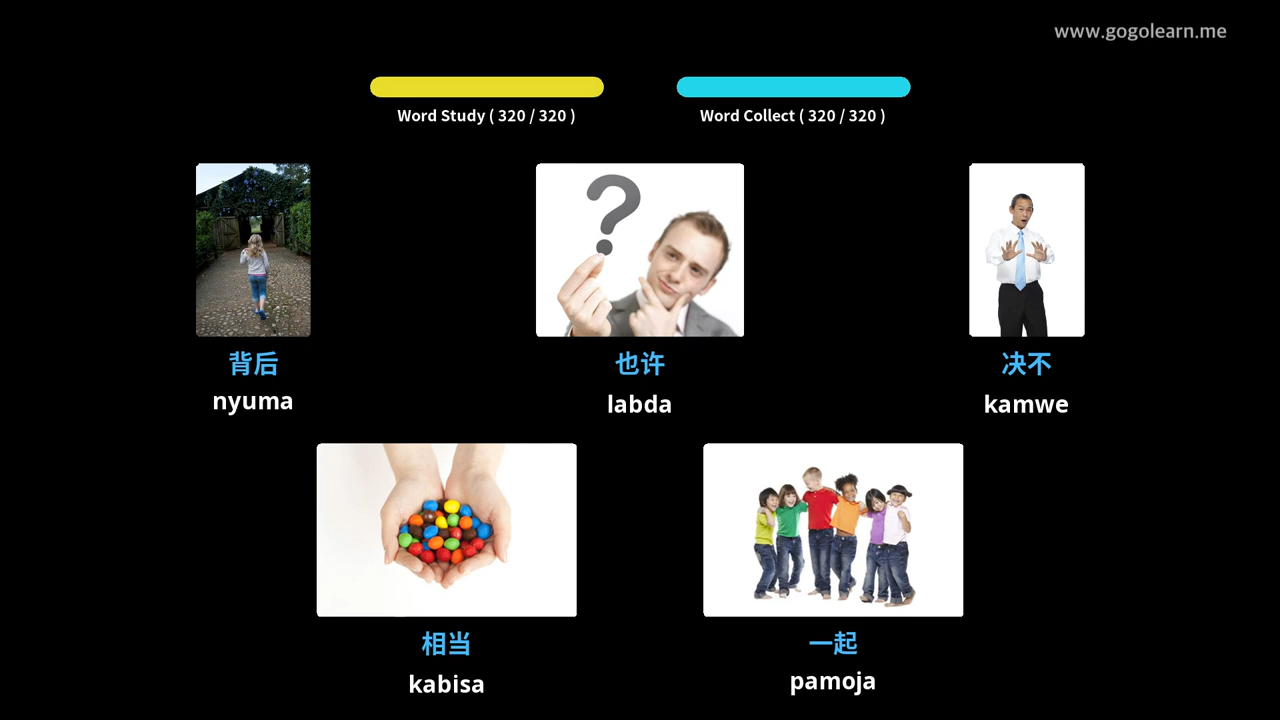 www.gogolearn.me
Word Study ( 320 / 320 )
Word Collect ( 320 / 320 )
背后
nyuma
也许
labda
决不
kamwe
相当
kabisa
一起
pamoja